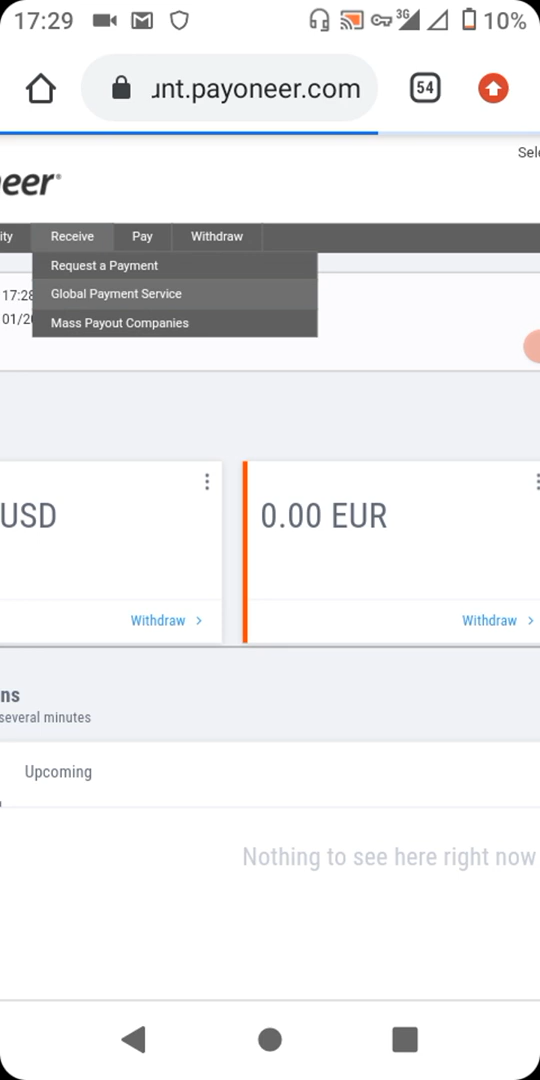 17:29
3G
10%
unt.payoneer.com
54
Sele
eer®
ity
Receive
Pay
Withdraw
Request a Payment
Global Payment Service
Mass Payout Companies
17:28
01/2
USD
0.00 EUR
Withdraw >
Withdraw >
ns
several minutes
Upcoming
Nothing to see here right now